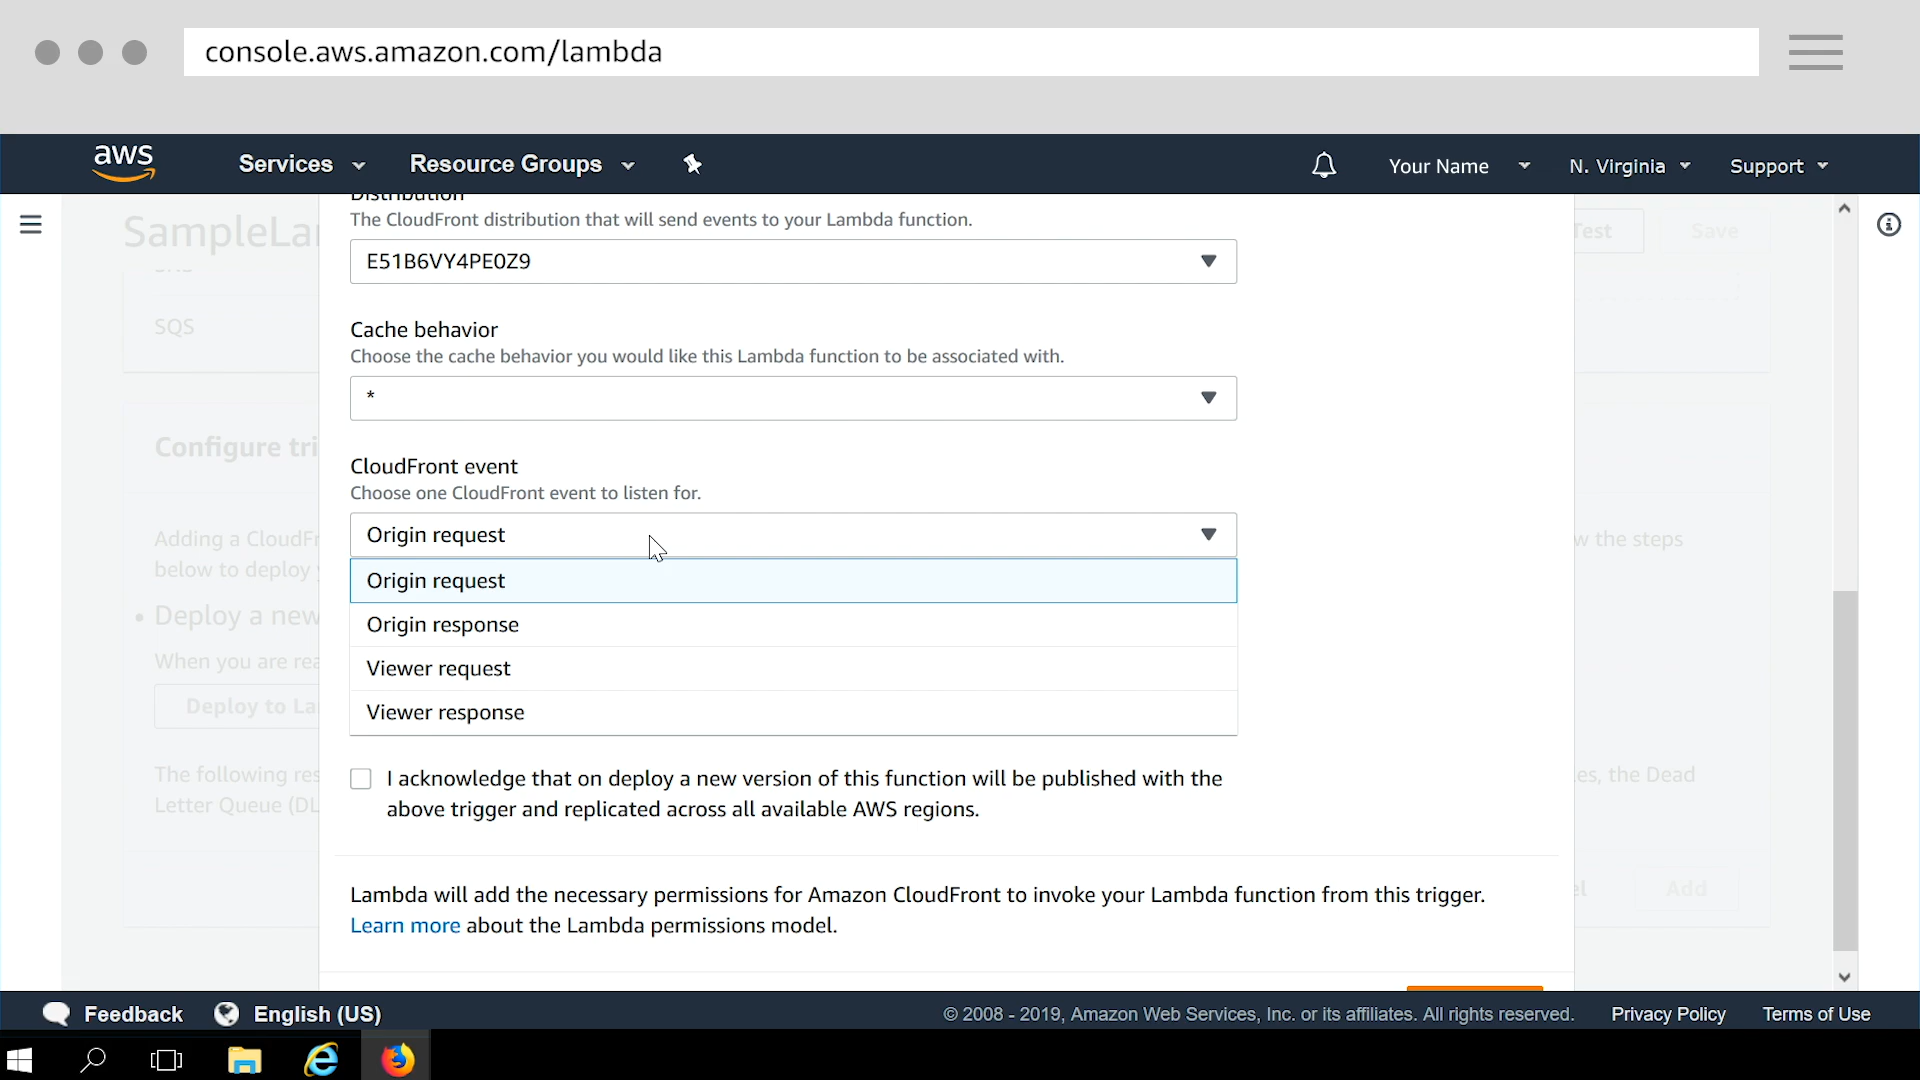 console.aws.amazon.com/lambda
aws
Services
Resource Groups
Your Name
N. Virginia
Support
SampleLa
Test
Save
Distribution
The CloudFront distribution that will send events to your Lambda function.
E51B6VY4PE0Z9
SQS
Cache behavior
Choose the cache behavior you would like this Lambda function to be associated with.
*
Configure tri
CloudFront event
Choose one CloudFront event to listen for.
Origin request
Origin request
Origin response
Viewer request
Viewer response
Adding a CloudFr
w the steps
below to deploy
• Deploy a new
When you are rea
Deploy to La
The following res
es, the Dead
Letter Queue (DL
I acknowledge that on deploy a new version of this function will be published with the
above trigger and replicated across all available AWS regions.
Lambda will add the necessary permissions for Amazon CloudFront to invoke your Lambda function from this trigger.
Learn more about the Lambda permissions model.
el
Add
Feedback
English (US)
© 2008 - 2019, Amazon Web Services, Inc. or its affiliates. All rights reserved.
Privacy Policy
Terms of Use